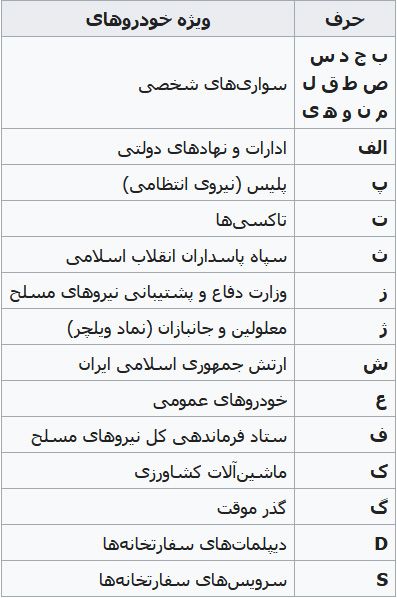 حرف ویژه خودروهای
ب ج د س
ص ط ق ل
م ن و ه ی
سواری‌های شخصی
الف ادارات و نهادهای دولتی
پ پلیس (نیروی انتظامی)
ت تاکسی‌ها
ث سپاه پاسداران انقلاب اسلامی
ز وزارت دفاع و پشتیبانی نیروهای مسلح
ژ معلولین و جانبازان (نماد ویلچر)
ش ارتش جمهوری اسلامی ایران
ع خودروهای عمومی
ف ستاد فرماندهی کل نیروهای مسلح
ک ماشین‌آلات کشاورزی
گ گذر موقت
D دیپلمات‌های سفارتخانه‌ها
S سرویس‌های سفارتخانه‌ها